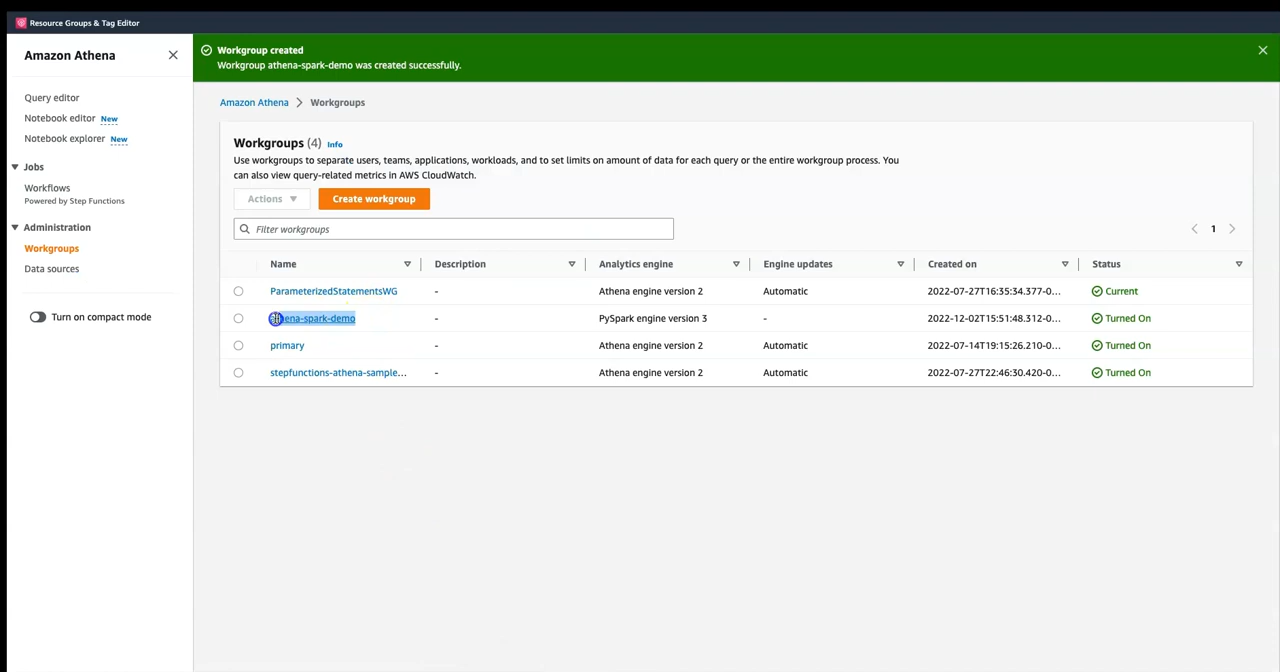 Resource Groups & Tag Editor
Amazon Athena
Query editor
Notebook editor New
Notebook explorer New
Jobs
Workflows
Powered by Step Functions
Administration
Workgroups
Data sources
Turn on compact mode
Workgroup created
Workgroup athena-spark-demo was created successfully.
Amazon Athena > Workgroups
Workgroups (4) Info
Use workgroups to separate users, teams, applications, workloads, and to set limits on amount of data for each query or the entire workgroup process. You
can also view query-related metrics in AWS CloudWatch.
Actions Create workgroup
Filter workgroups
1
Name Description Analytics engine Engine updates Created on Status
ParameterizedStatementsWG - Athena engine version 2 Automatic 2022-07-27T16:35:34.377-0... Current
athena-spark-demo - PySpark engine version 3 - 2022-12-02T15:51:48.312-0... Turned On
primary - Athena engine version 2 Automatic 2022-07-14T19:15:26.210-0... Turned On
stepfunctions-athena-sample... - Athena engine version 2 Automatic 2022-07-27T22:46:30.420-0... Turned On